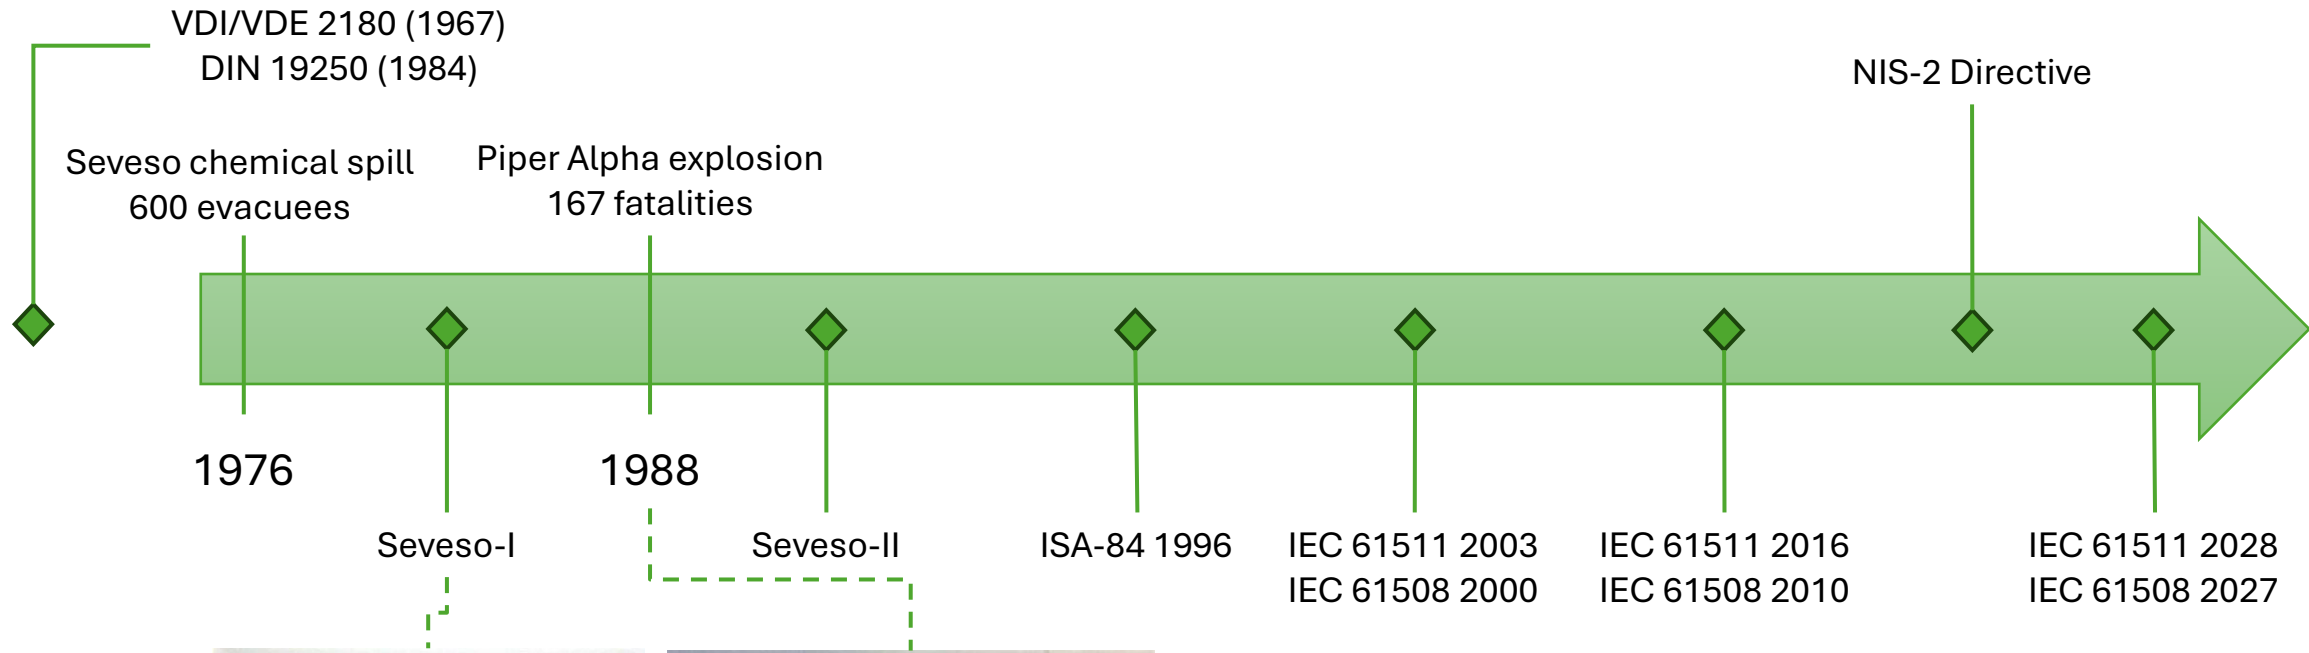 VDI/VDE 2180 (1967)
DIN 19250 (1984)
NIS-2 Directive
Seveso chemical spill
600 evacuees
Piper Alpha explosion
167 fatalities
1976
1988
Seveso-I
Seveso-II
ISA-84 1996
IEC 61511 2003
IEC 61508 2000
IEC 61511 2016
IEC 61508 2010
IEC 61511 2028
IEC 61508 2027